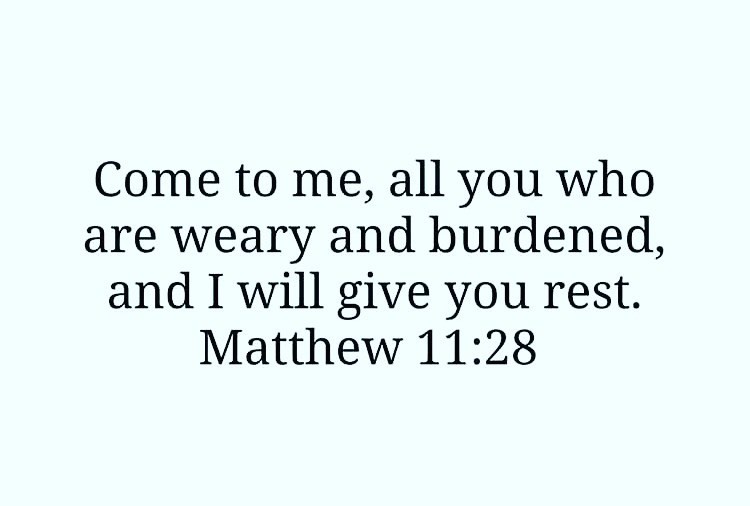 Come to me, all you who
are weary and burdened,
and I will give you rest.
Matthew 11:28